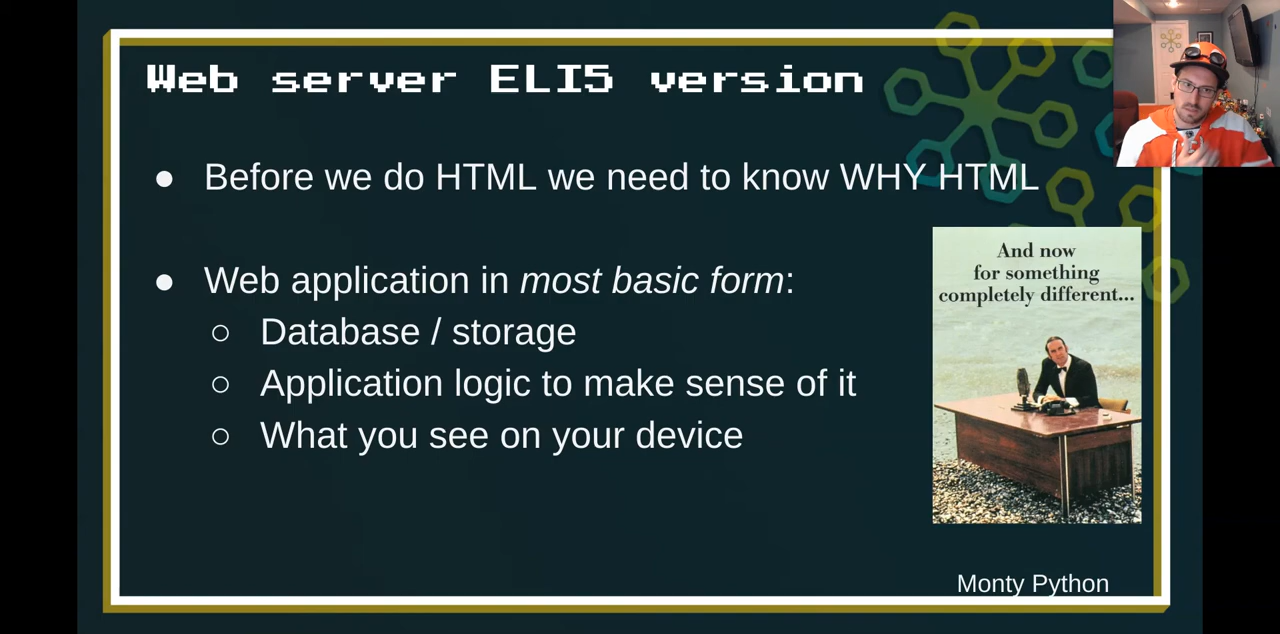 Web server ELI5 version
● Before we do HTML we need to know WHY HTML
● Web application in most basic form:
○ Database / storage
○ Application logic to make sense of it
○ What you see on your device
And now
for something
completely different...
Monty Python